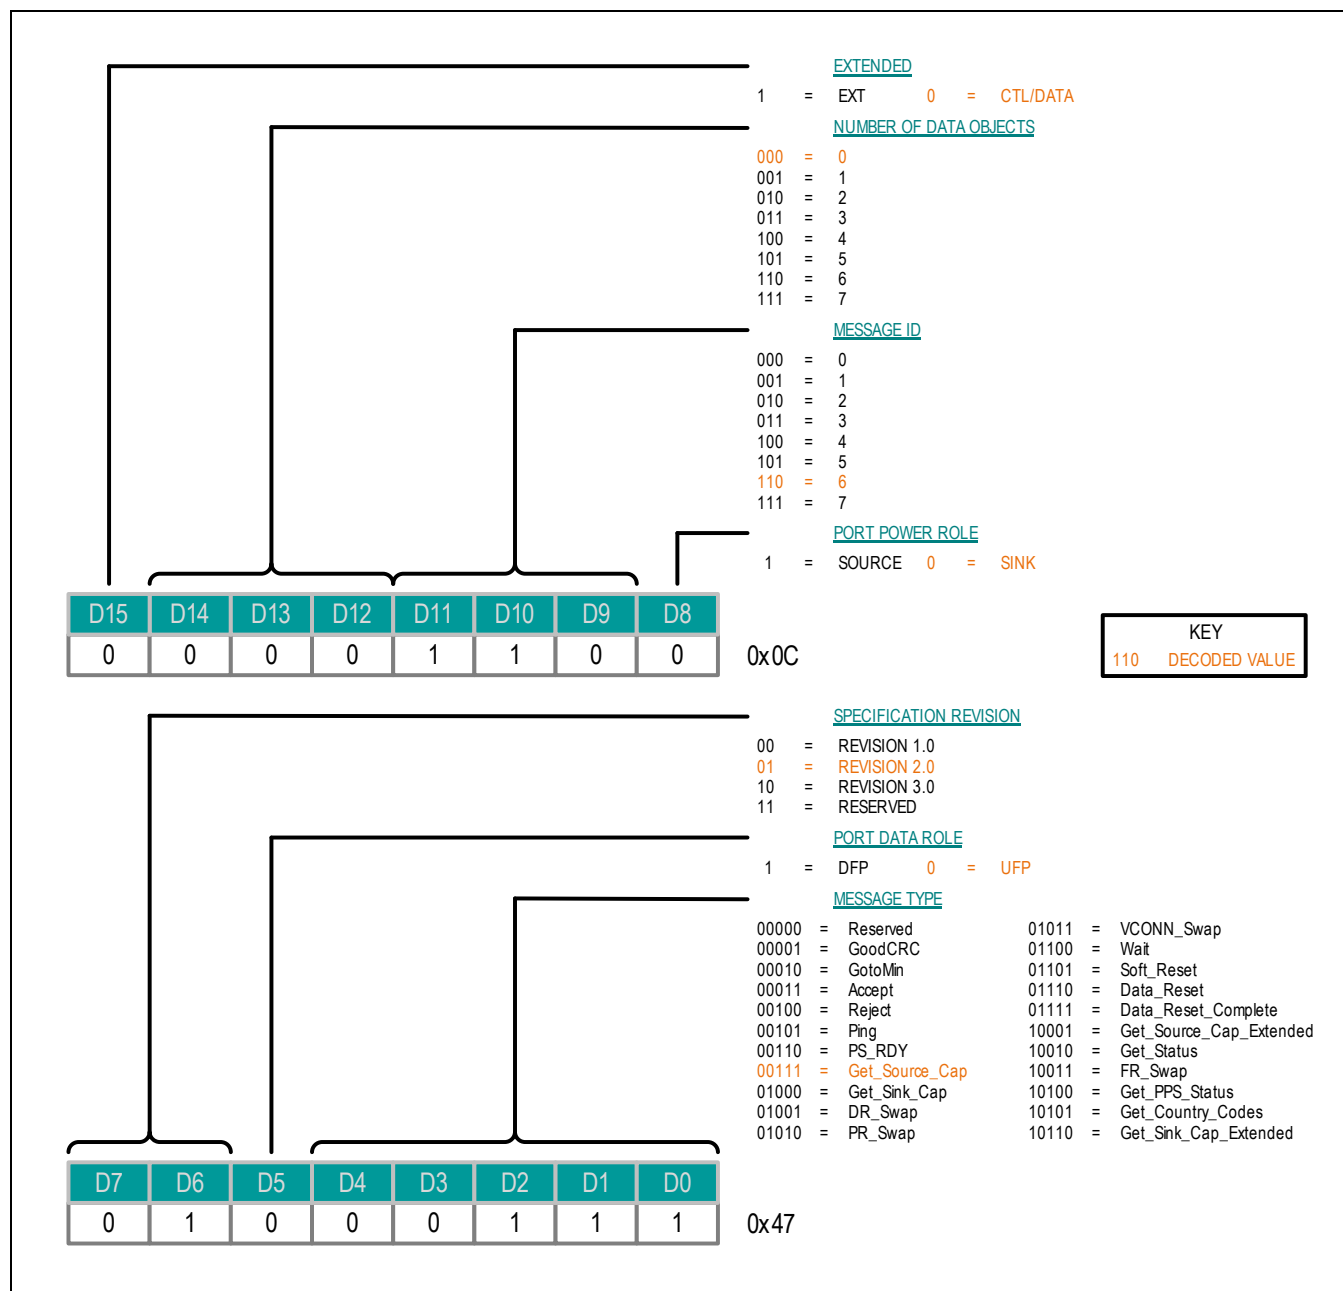 EXTENDED
1 = EXT 0 = CTL/DATA
NUMBER OF DATA OBJECTS
000 = 0
001 = 1
010 = 2
011 = 3
100 = 4
101 = 5
110 = 6
111 = 7
MESSAGE ID
000 = 0
001 = 1
010 = 2
011 = 3
100 = 4
101 = 5
110 = 6
111 = 7
PORT POWER ROLE
1 = SOURCE 0 = SINK
D15 D14 D13 D12 D11 D10 D9 D8
0 0 0 0 1 1 0 0 0x0C
KEY
110 DECODED VALUE
SPECIFICATION REVISION
00 = REVISION 1.0
01 = REVISION 2.0
10 = REVISION 3.0
11 = RESERVED
PORT DATA ROLE
1 = DFP 0 = UFP
MESSAGE TYPE
00000 = Reserved 01011 = VCONN_Swap
00001 = GoodCRC 01100 = Wait
00010 = GotoMin 01101 = Soft_Reset
00011 = Accept 01110 = Data_Reset
00100 = Reject 01111 = Data_Reset_Complete
00101 = Ping 10001 = Get_Source_Cap_Extended
00110 = PS_RDY 10010 = Get_Status
00111 = Get_Source_Cap 10011 = FR_Swap
01000 = Get_Sink_Cap 10100 = Get_PPS_Status
01001 = DR_Swap 10101 = Get_Country_Codes
01010 = PR_Swap 10110 = Get_Sink_Cap_Extended
D7 D6 D5 D4 D3 D2 D1 D0
0 1 0 0 0 1 1 1 0x47